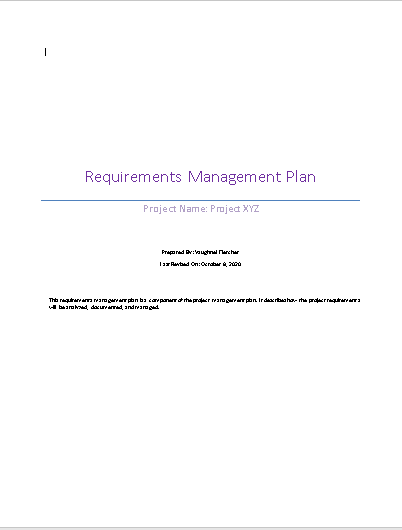 Requirements Management Plan
Project Name: Project XYZ
Prepared By: Vaughnel Fletcher
Last Revised On: October 8, 2020
This requirements management plan is a component of the project management plan. It describes how the project requirements
will be analyzed, documented, and managed.